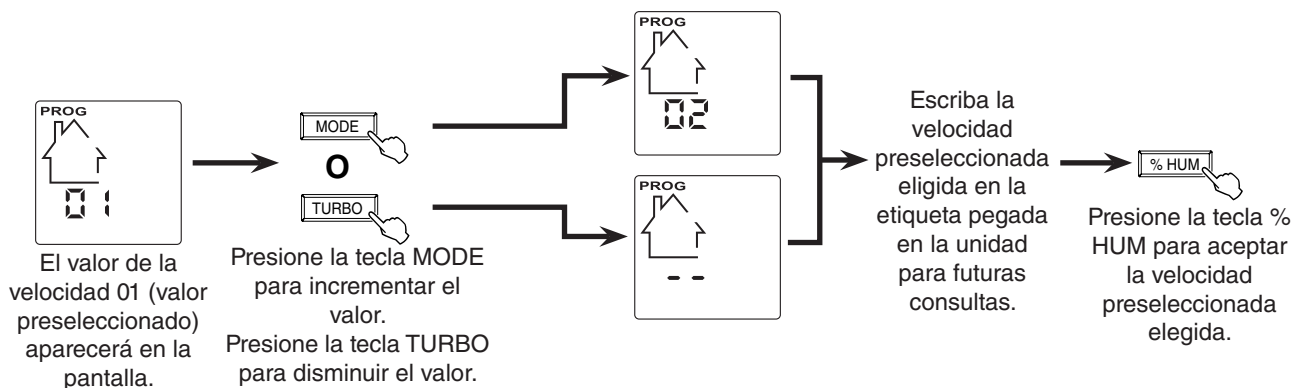 PROG
01
El valor de la
velocidad 01 (valor
preseleccionado)
aparecerá en la
pantalla.
MODE
O
TURBO
Presione la tecla MODE
para incrementar el
valor.
Presione la tecla TURBO
para disminuir el valor.
PROG
02
PROG
- -
Escriba la
velocidad
preseleccionada
eligida en la
etiqueta pegada
en la unidad
para futuras
consultas.
% HUM
Presione la tecla %
HUM para aceptar
la velocidad
preseleccionada
elegida.